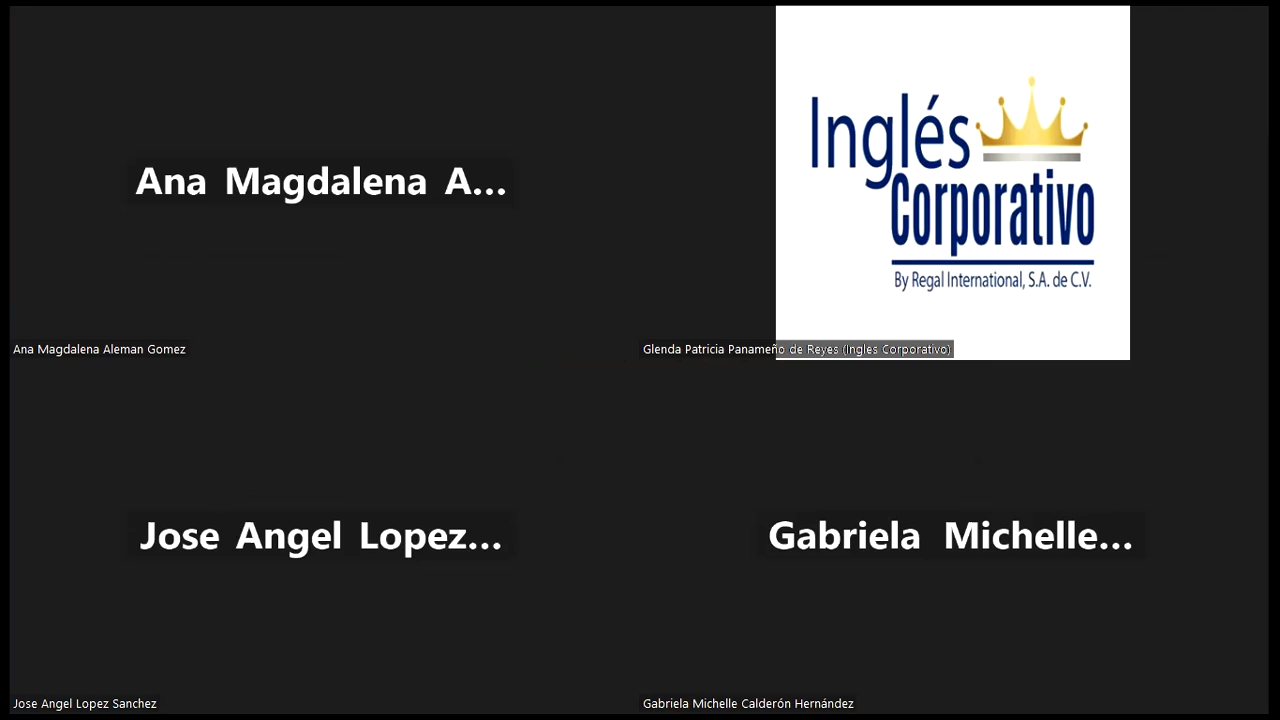 Ana Magdalena A...
Inglés
Corporativo
By Regal International, S.A. de C.V.
Ana Magdalena Aleman Gomez
Glenda Patricia Panameño de Reyes (Ingles Corporativo)
Jose Angel Lopez...
Gabriela Michelle...
Jose Angel Lopez Sanchez
Gabriela Michelle Calderón Hernández